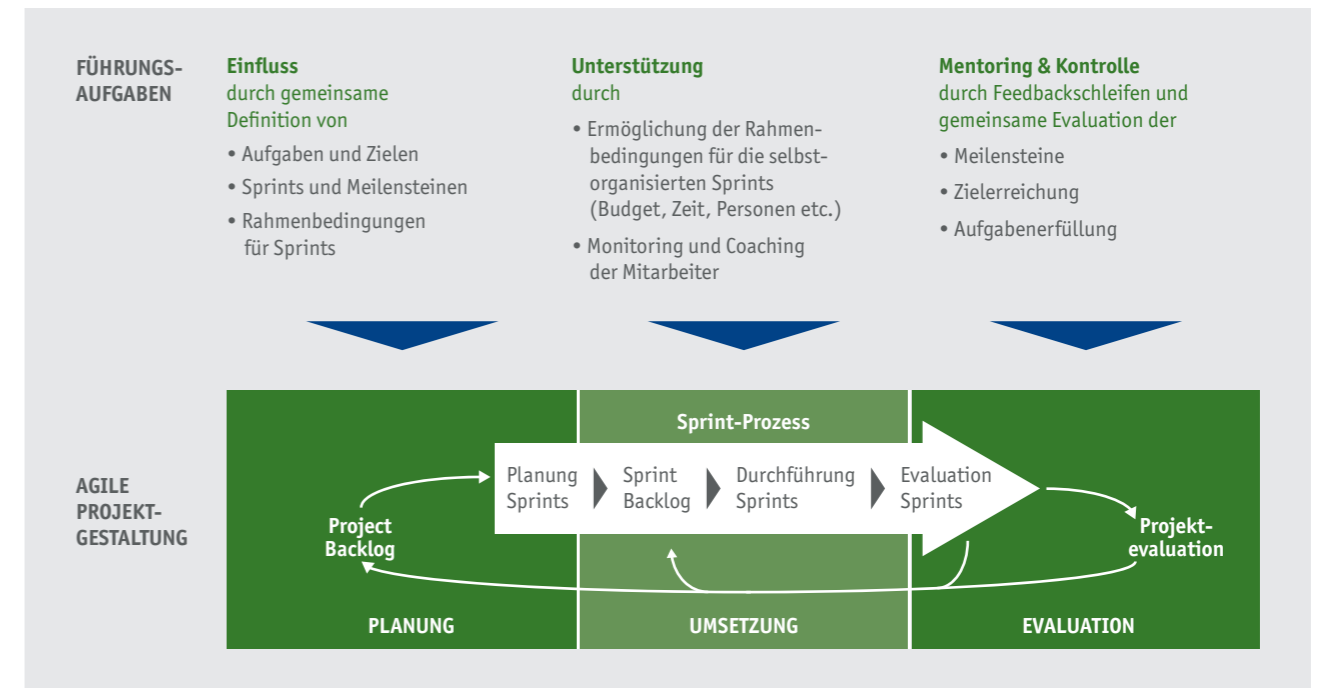 FÜHRUNGS-
AUFGABEN
Einfluss
durch gemeinsame
Definition von
• Aufgaben und Zielen
• Sprints und Meilensteinen
• Rahmenbedingungen
für Sprints
Unterstützung
durch
• Ermöglichung der Rahmen-
bedingungen für die selbst-
organisierten Sprints
(Budget, Zeit, Personen etc.)
• Monitoring und Coaching
der Mitarbeiter
Mentoring & Kontrolle
durch Feedbackschleifen und
gemeinsame Evaluation der
• Meilensteine
• Zielerreichung
• Aufgabenerfüllung
AGILE
PROJEKT-
GESTALTUNG
Sprint-Prozess
Project
Backlog
Planung
Sprints
Sprint
Backlog
Durchführung
Sprints
Evaluation
Sprints
Projekt-
evaluation
PLANUNG
UMSETZUNG
EVALUATION